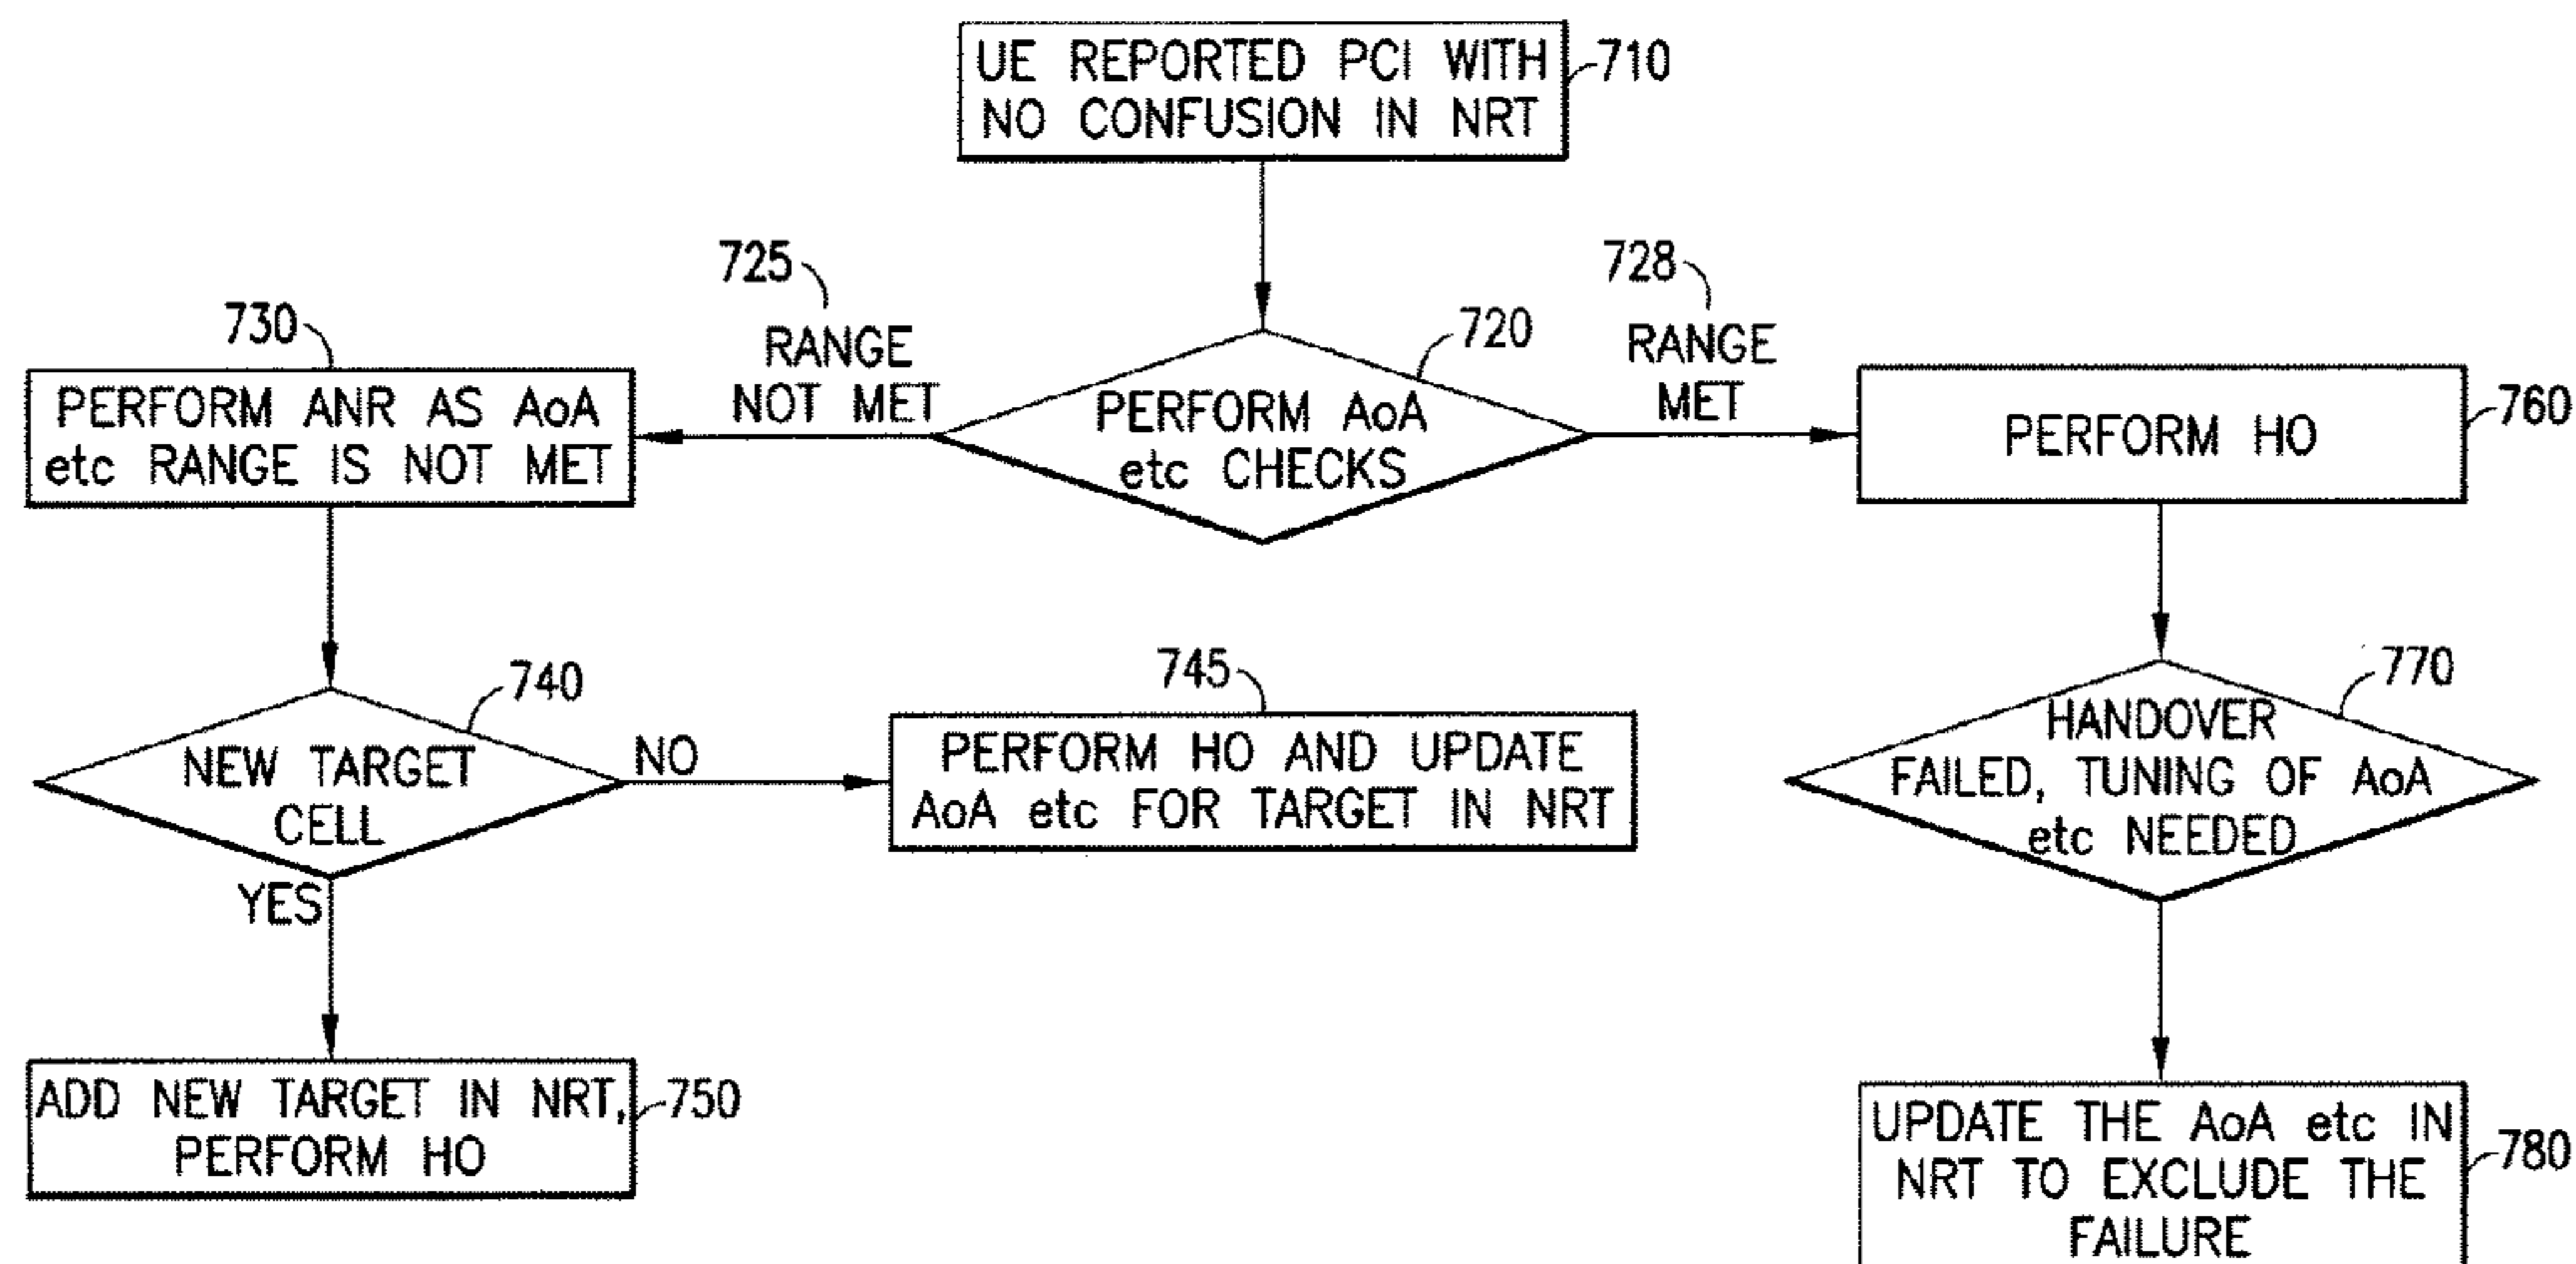 UE REPORTED PCI WITH
NO CONFUSION IN NRT
710
725
RANGE
NOT MET
728
RANGE
MET
720
PERFORM AoA
etc CHECKS
730
PERFORM ANR AS AoA
etc RANGE IS NOT MET
PERFORM HO
760
740
NEW TARGET
CELL
NO
YES
745
PERFORM HO AND UPDATE
AoA etc FOR TARGET IN NRT
770
HANDOVER
FAILED, TUNING OF AoA
etc NEEDED
ADD NEW TARGET IN NRT,
PERFORM HO
750
UPDATE THE AoA etc IN
NRT TO EXCLUDE THE
FAILURE
780